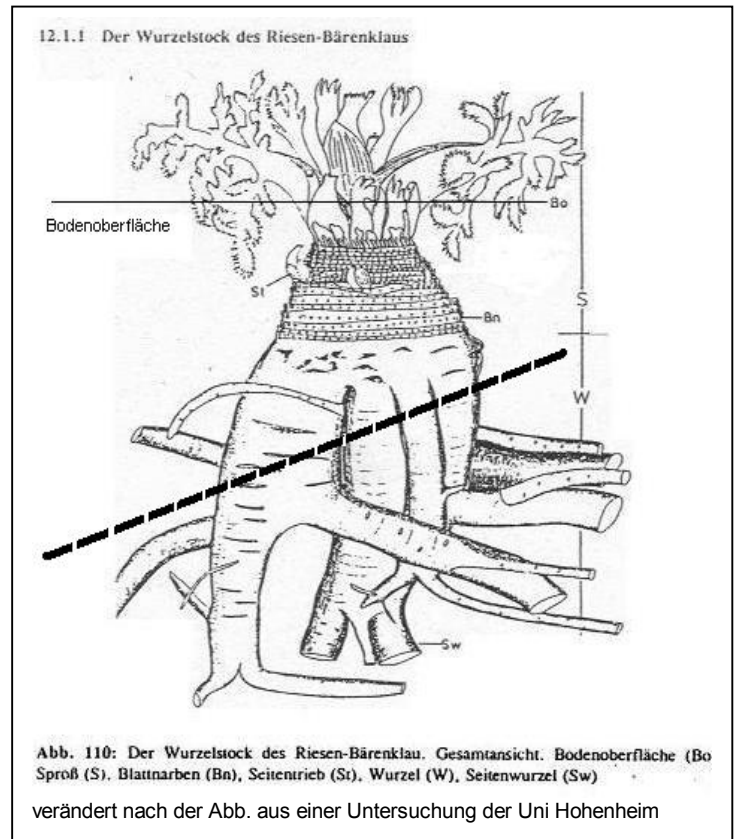 12.1.1 Der Wurzelstock des Riesen-Bärenklaus
Bo
Bodenoberfläche
St
S
Bn
W
Sw
Abb. 110: Der Wurzelstock des Riesen-Bärenklau. Gesamtansicht. Bodenoberfläche (Bo
Sproß (S). Blattnarben (Bn), Seitentrieb (St), Wurzel (W), Seitenwurzel (Sw)
verändert nach der Abb. aus einer Untersuchung der Uni Hohenheim